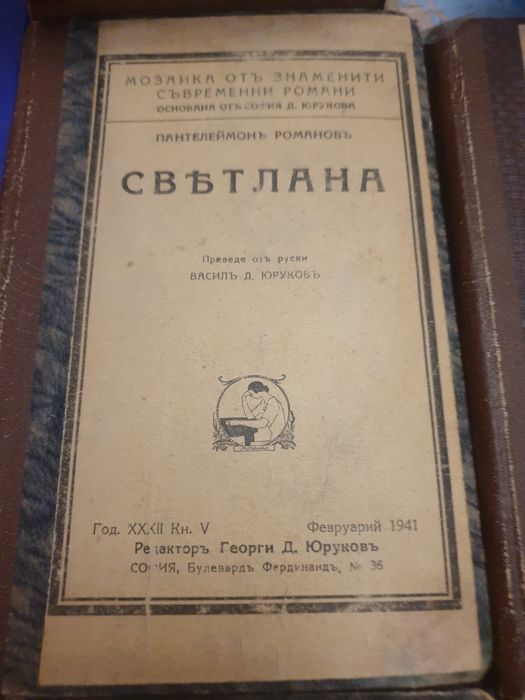 МОЗАИКА ОТЪ ЗНАМЕНИТИ
СЪВРЕМЕННИ РОМАНИ
ОСНОВАНА ОТЪ СОФИЯ Д. ЮРУКОВА
ПАНТЕЛЕЙМОНЪ РОМАНОВЪ
СВѢТЛАНА
Преведе отъ руски
ВАСИЛЪ Д. ЮРУКОВЪ
Мозайка
Год. XXXII Кн. V Февруарий 1941
Редакторъ Георги Д. Юруковъ
СОФИЯ, Булевардъ Фердинандъ, № 36